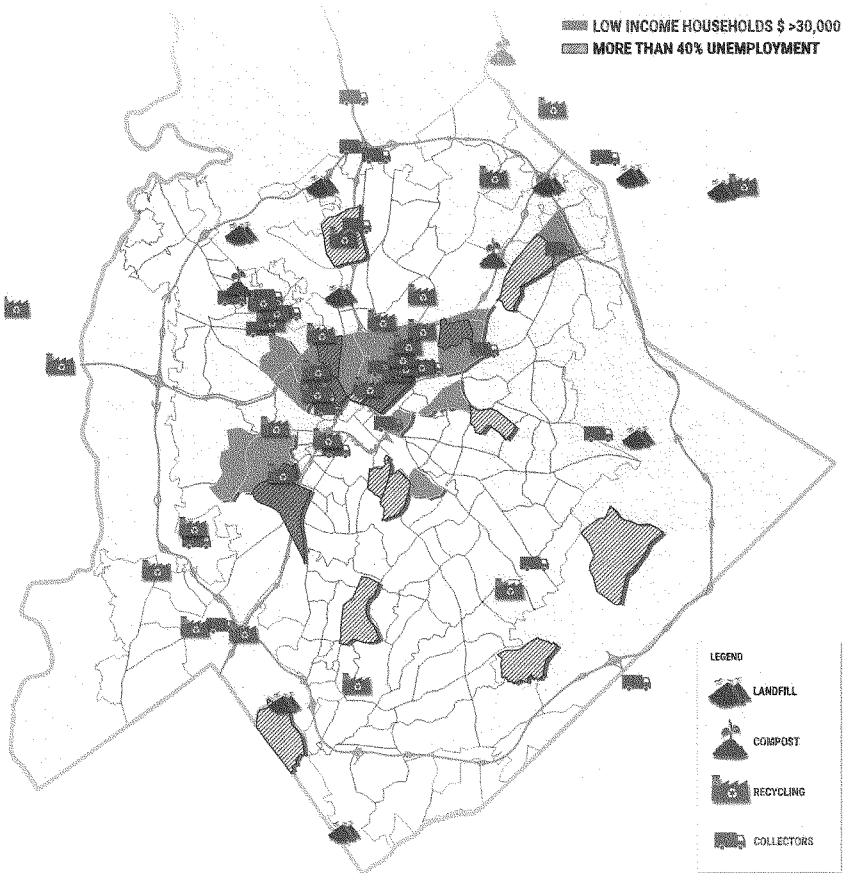 LOW INCOME HOUSEHOLDS $ >30,000
MORE THAN 40% UNEMPLOYMENT
LEGEND
LANDFILL
COMPOST
RECYCLING
COLLECTORS